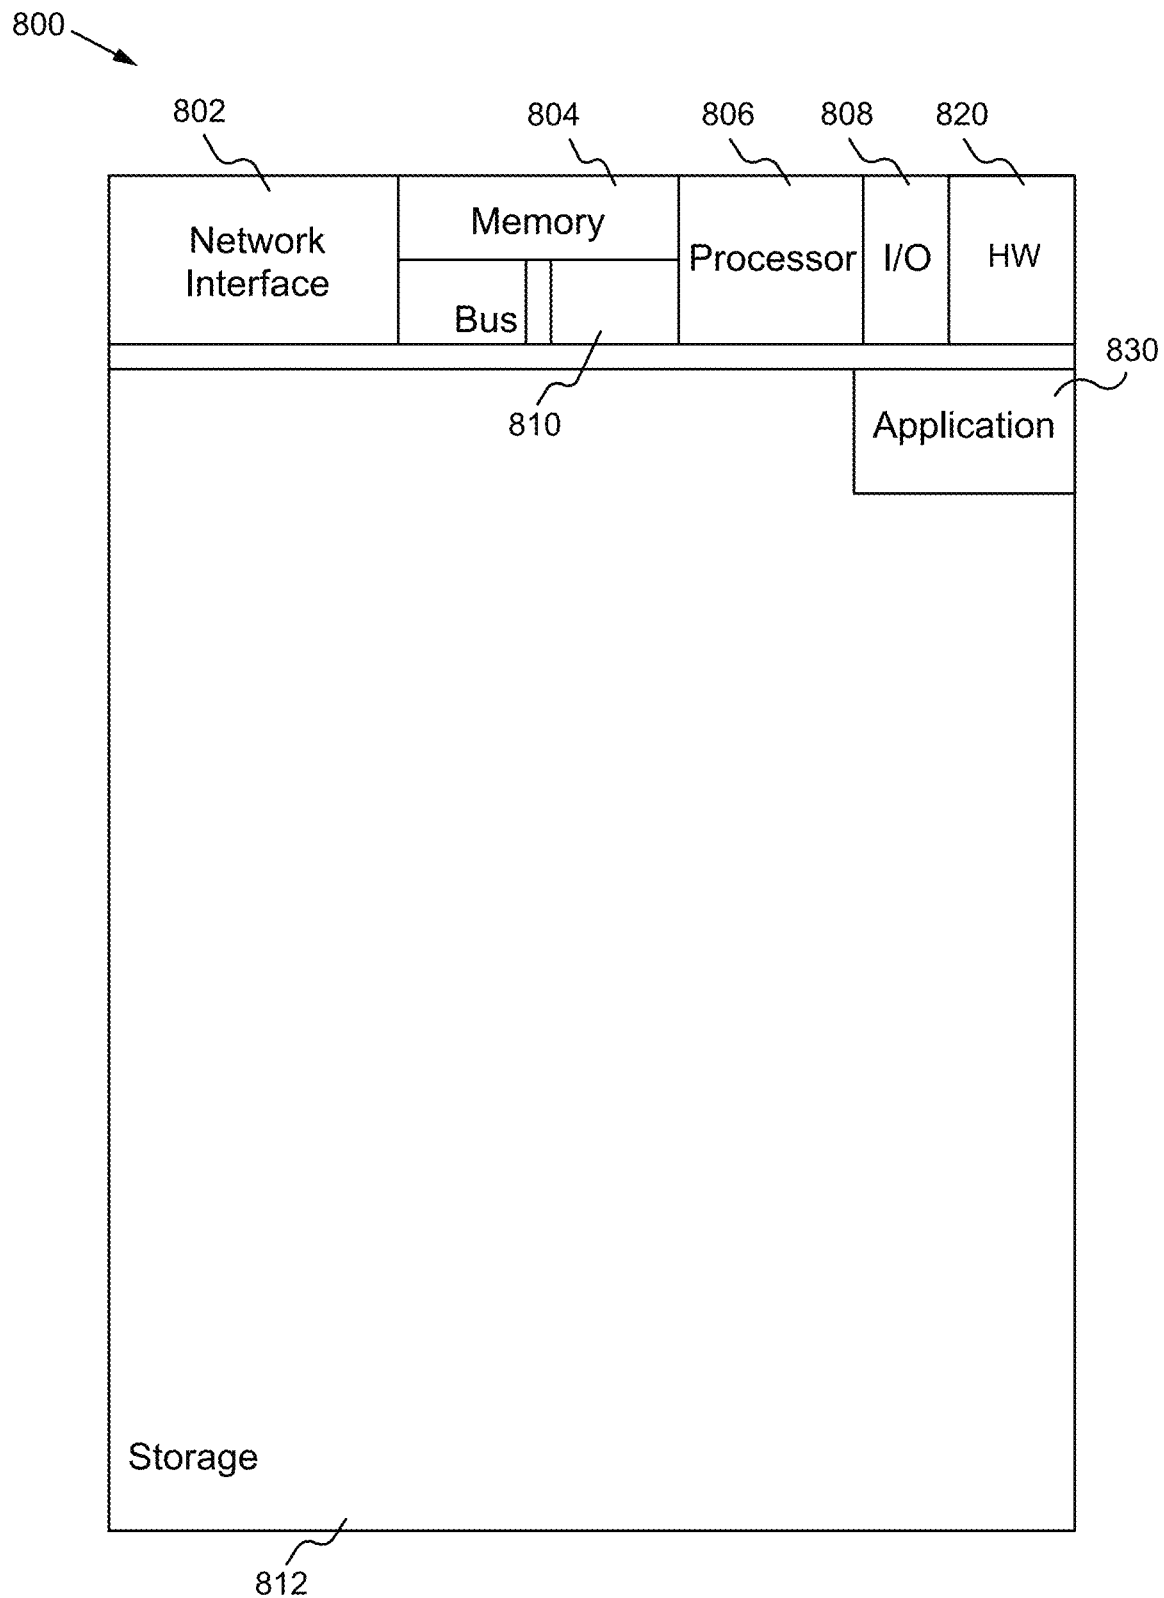 800
802
804
806
808
820
Network
Interface
Memory
Bus
Processor
I/O
HW
830
810
Application
Storage
812